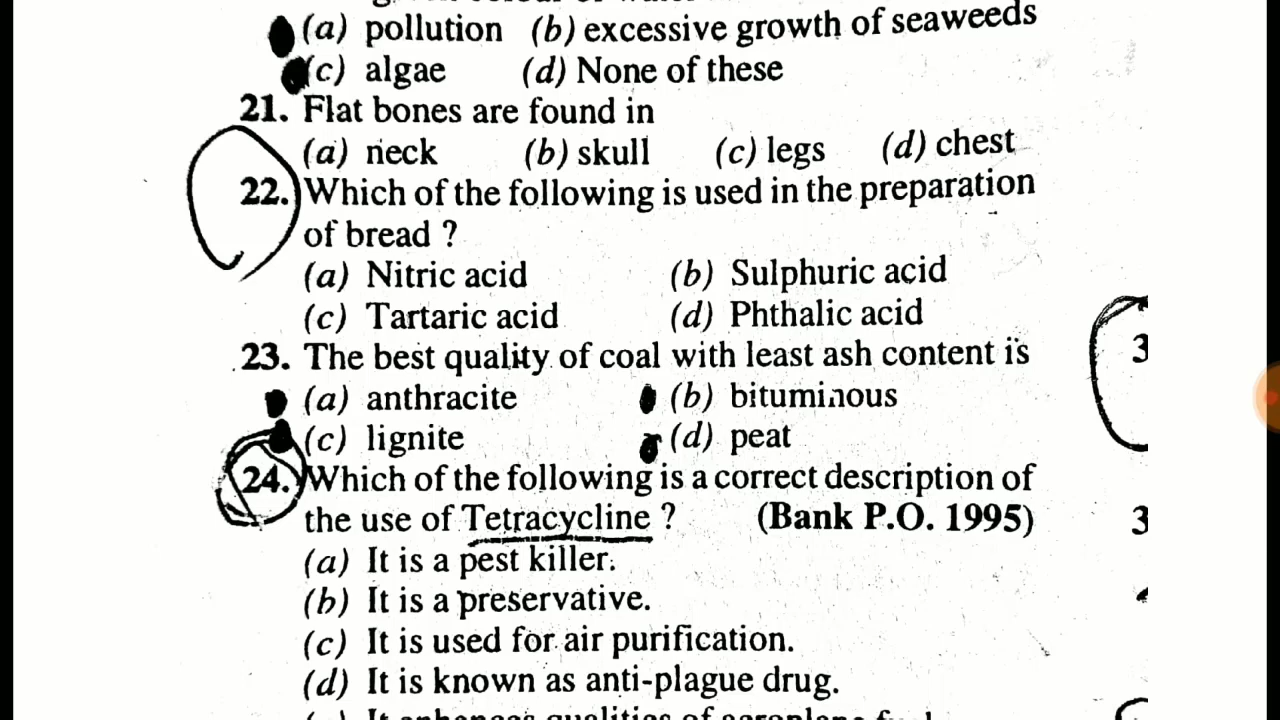 (a) pollution (b) excessive growth of seaweeds
(c) algae (d) None of these
21. Flat bones are found in
(a) neck (b) skull (c) legs (d) chest
22. Which of the following is used in the preparation
of bread ?
(a) Nitric acid (b) Sulphuric acid
(c) Tartaric acid (d) Phthalic acid
23. The best quality of coal with least ash content is
(a) anthracite (b) bituminous
(c) lignite (d) peat
24. Which of the following is a correct description of
the use of Tetracycline ? (Bank P.O. 1995)
(a) It is a pest killer.
(b) It is a preservative.
(c) It is used for air purification.
(d) It is known as anti-plague drug.